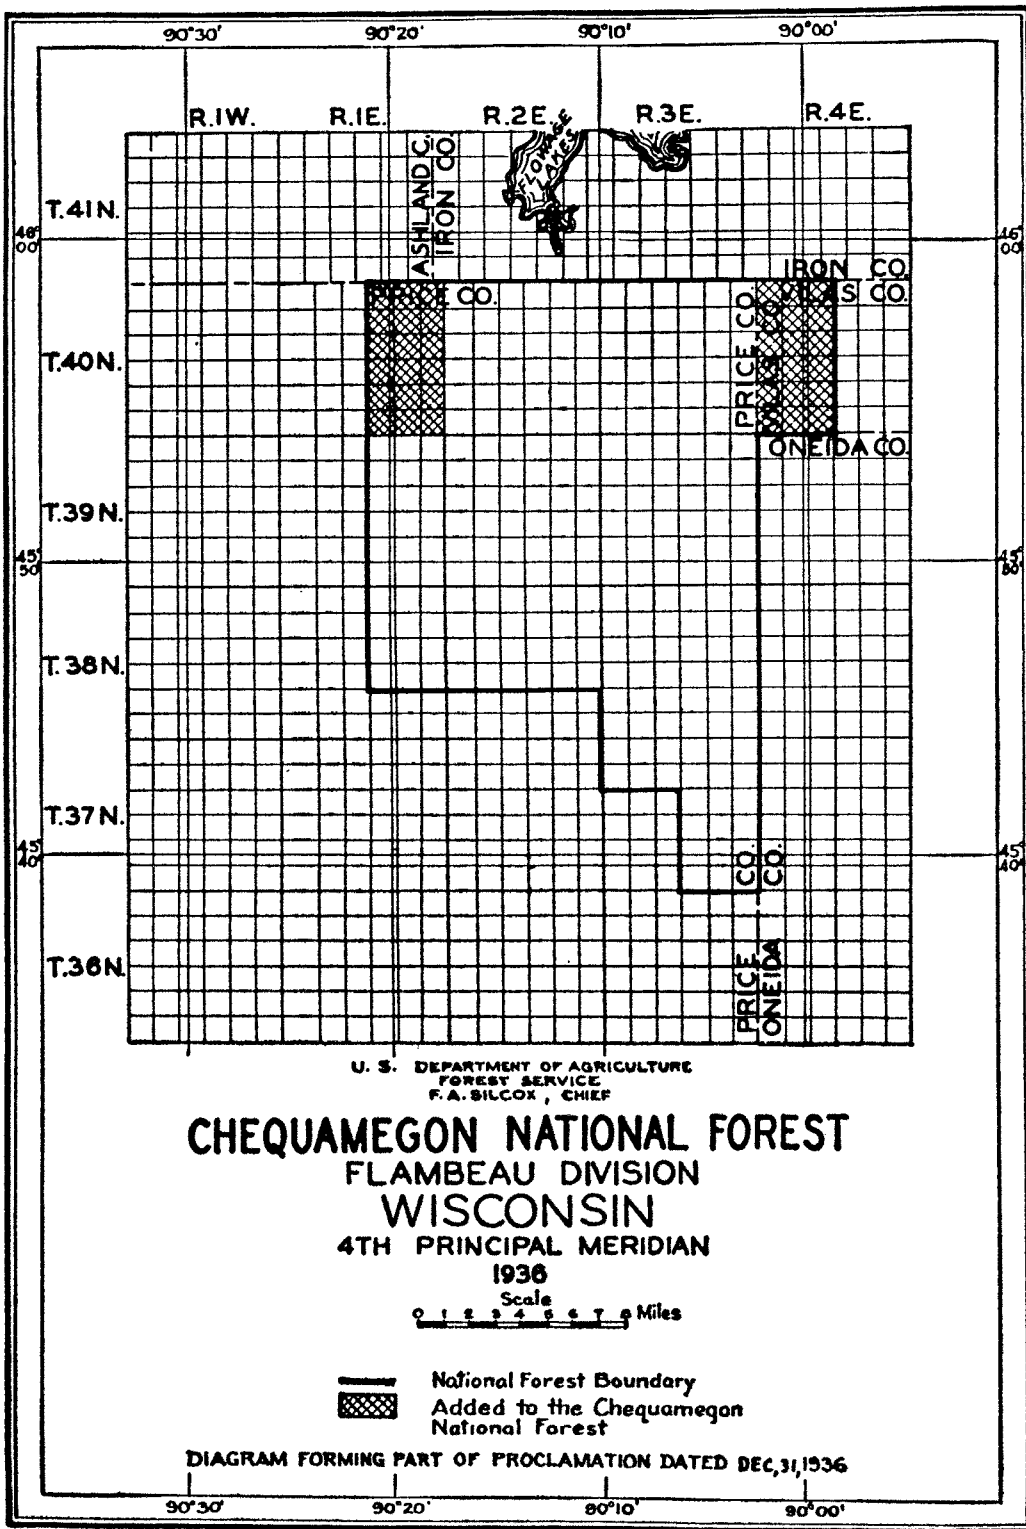 90°30' 90°20' 90°10' 90°00'
R.1W. R.1E. R.2E. R.3E. R.4E.
ASHLAND C.
IRON CO.
LAKES
T.41N.
46°
00'
46°
00'
IRON CO.
VILAS CO.
CO.
PRICE CO.
T.40N.
ONEIDA CO.
T.39N.
45°
50'
45°
50'
T.38N.
T.37N.
45°
40'
45°
40'
CO.
CO.
T.36N.
PRICE
ONEIDA
U. S. DEPARTMENT OF AGRICULTURE
FOREST SERVICE
F. A. SILCOX, CHIEF
CHEQUAMEGON NATIONAL FOREST
FLAMBEAU DIVISION
WISCONSIN
4TH PRINCIPAL MERIDIAN
1936
Scale
0 1 2 3 4 5 6 7 8 Miles
National Forest Boundary
Added to the Chequamegon
National Forest
DIAGRAM FORMING PART OF PROCLAMATION DATED DEC, 31, 1936
90°30' 90°20' 90°10' 90°00'